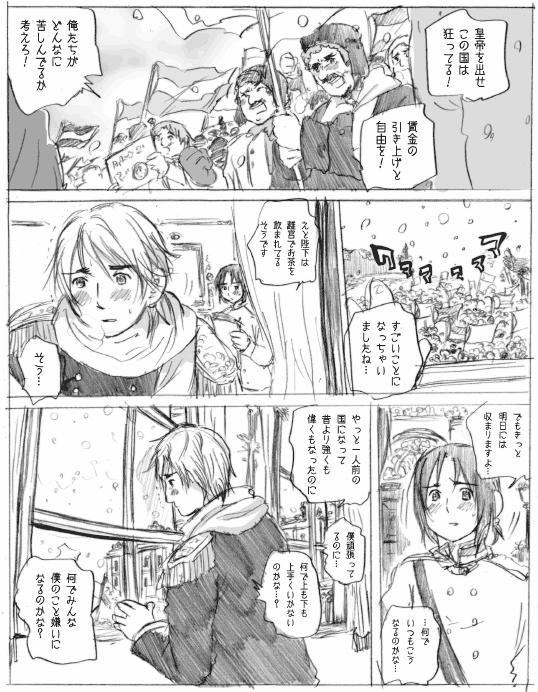 皇帝を出せ
この国は
狂ってる！
賃金の
引き上げと
自由を！
俺たちが
どんなに
苦しんでるか
考えろ！
ワァ
ワァ
すごいことに
なっちゃい
ましたね…
えと陛下は
離宮でお茶を
飲まれてる
そうです
そう…
でもきっと
明日には
収まりますよ…
…何で
いつもこう
なるのかな…
やっと一人前の
国になって
昔より強くも
偉くもなったのに
僕頑張って
るのに…
何で上も下も
上手くいかない
のかな…？
何でみんな
僕のこと嫌いに
なるのかな？